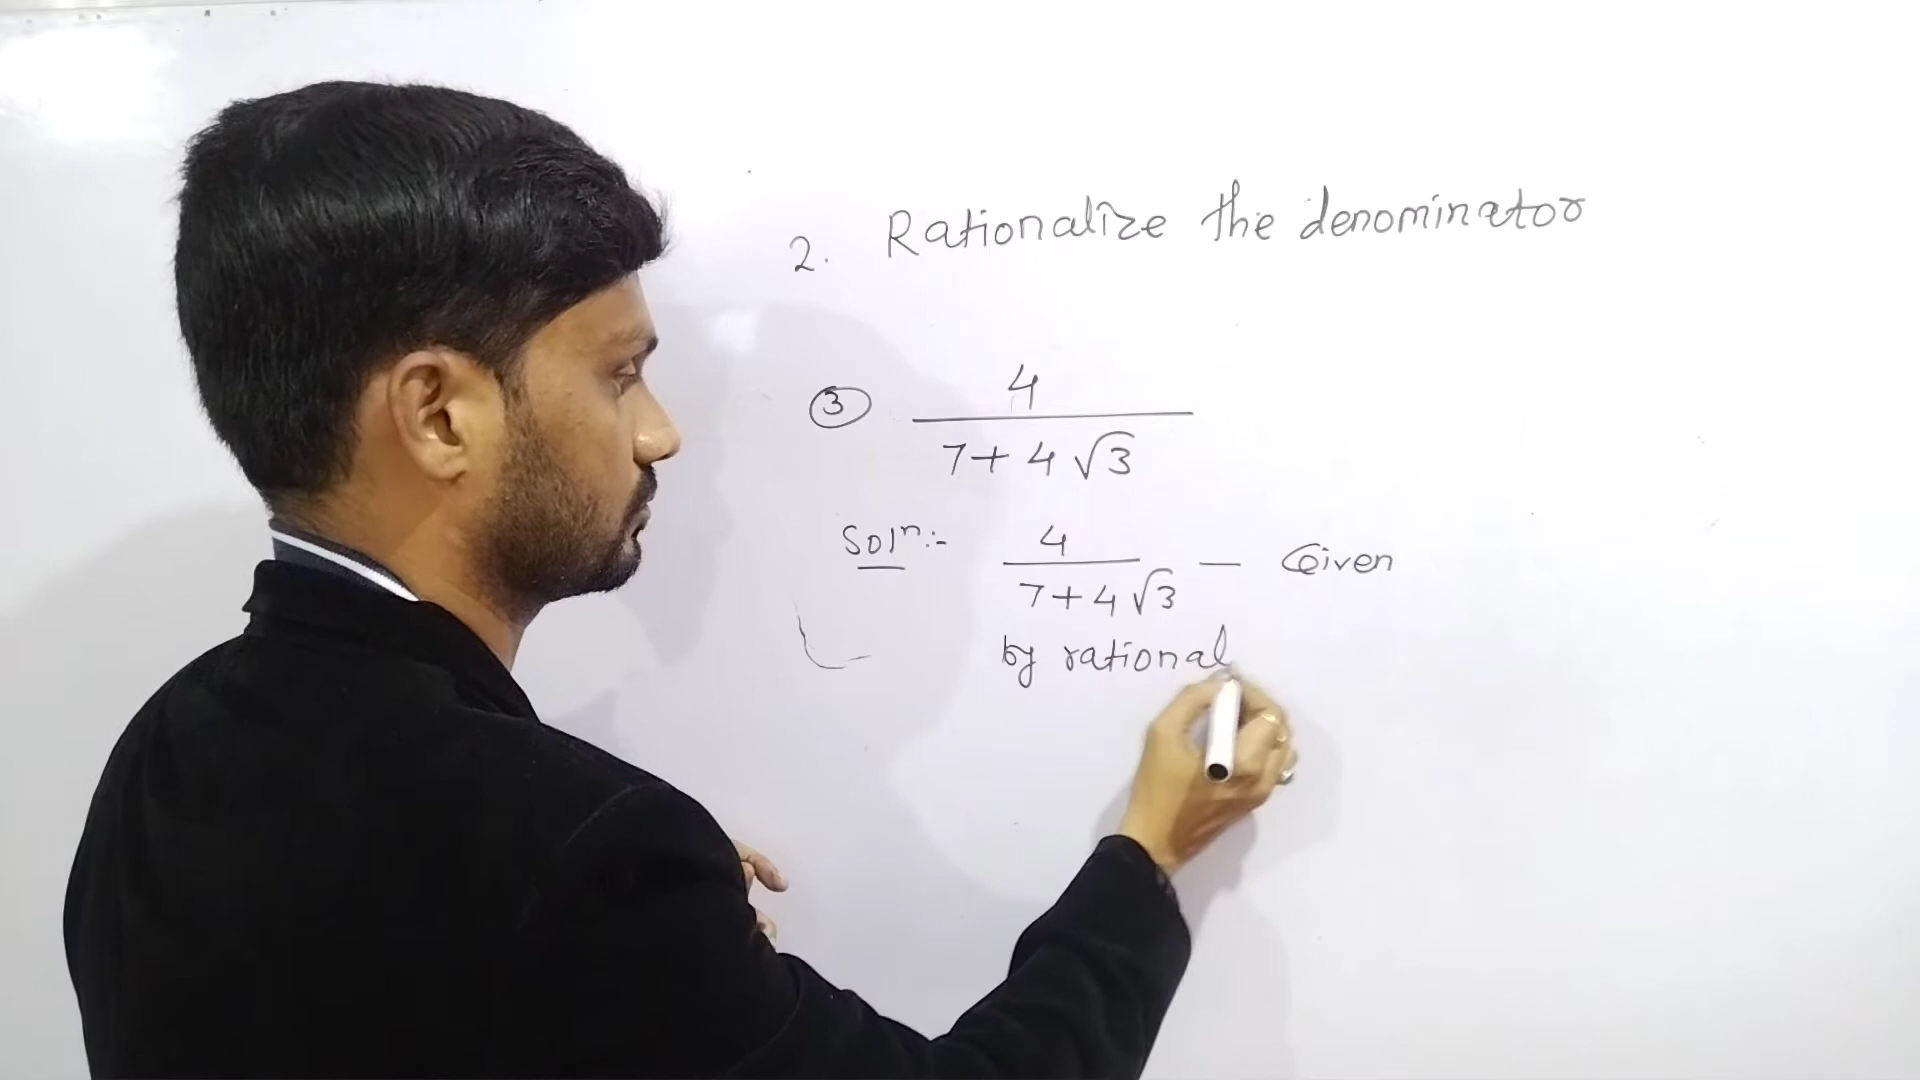 2. Rationalize the denominator
③ 4
7+4√3
Solⁿ:- 4
7+4√3 — Given
by rational